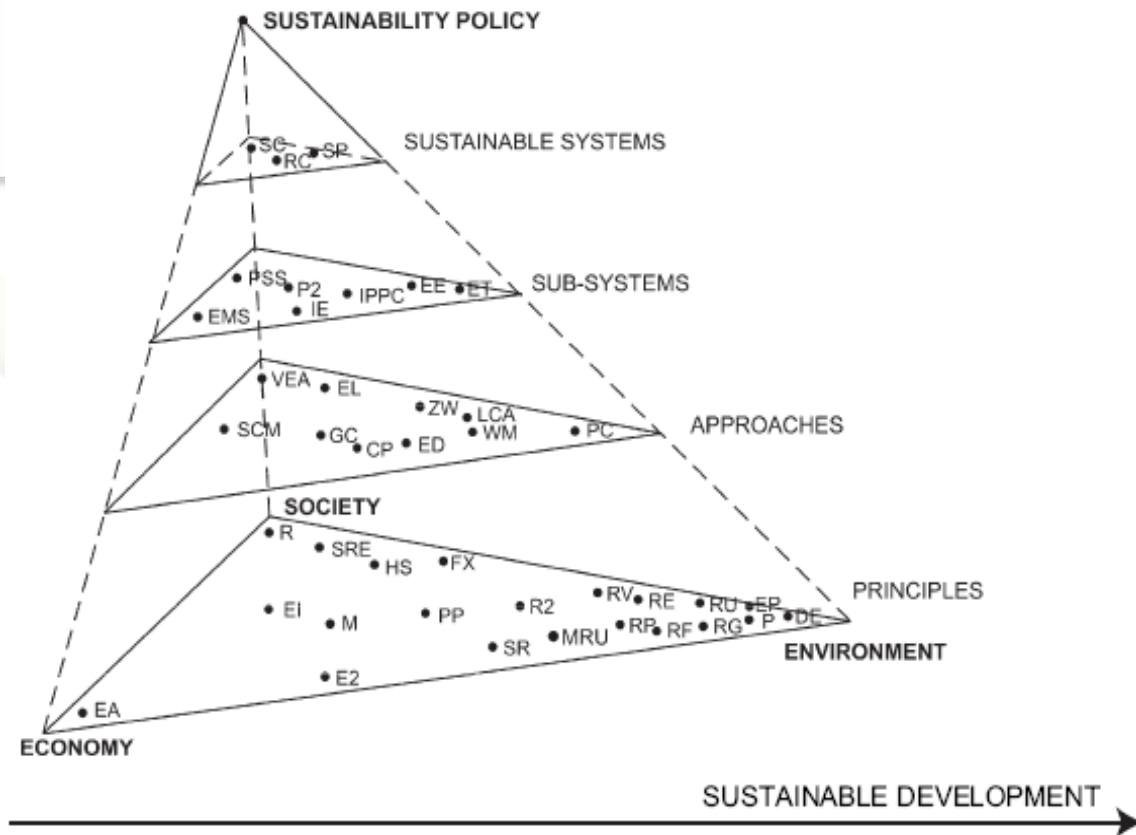 SUSTAINABILITY POLICY
SUSTAINABLE SYSTEMS
SC
RC
SP
SUB-SYSTEMS
PSS
P2
IPPC
EE
ET
EMS
IE
APPROACHES
VEA
EL
ZW
LCA
SCM
GC
CP
ED
WM
PC
SOCIETY
PRINCIPLES
R
SRE
HS
FX
RV
RE
RU
EP
EI
M
PP
R2
RP
RF
RG
P
DE
SR
MRU
ENVIRONMENT
E2
EA
ECONOMY
SUSTAINABLE DEVELOPMENT